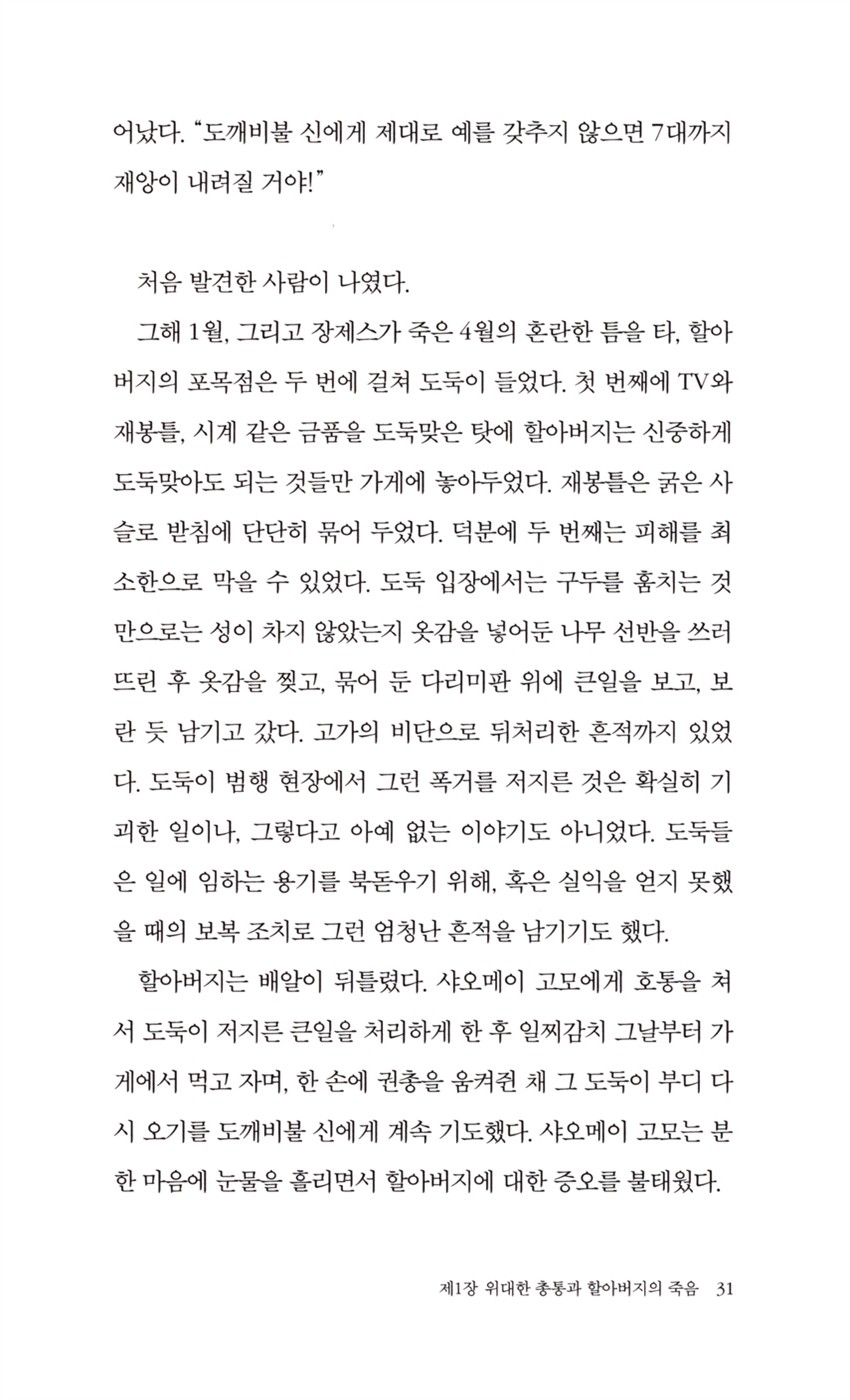 어났다. “도깨비불 신에게 제대로 예를 갖추지 않으면 7대까지
재앙이 내려질 거야!”
처음 발견한 사람이 나였다.
그해 1월, 그리고 장제스가 죽은 4월의 혼란한 틈을 타, 할아
버지의 포목점은 두 번에 걸쳐 도둑이 들었다. 첫 번째에 TV와
재봉틀, 시계 같은 금품을 도둑맞은 탓에 할아버지는 신중하게
도둑맞아도 되는 것들만 가게에 놓아두었다. 재봉틀은 굵은 사
슬로 받침에 단단히 묶어 두었다. 덕분에 두 번째는 피해를 최
소한으로 막을 수 있었다. 도둑 입장에서는 구두를 훔치는 것
만으로는 성이 차지 않았는지 옷감을 넣어둔 나무 선반을 쓰러
뜨린 후 옷감을 찢고, 묶어 둔 다리미판 위에 큰일을 보고, 보
란 듯 남기고 갔다. 고가의 비단으로 뒤처리한 흔적까지 있었
다. 도둑이 범행 현장에서 그런 폭거를 저지른 것은 확실히 기
괴한 일이나, 그렇다고 아예 없는 이야기도 아니었다. 도둑들
은 일에 임하는 용기를 북돋우기 위해, 혹은 실익을 얻지 못했
을 때의 보복 조치로 그런 엄청난 흔적을 남기기도 했다.
할아버지는 배알이 뒤틀렸다. 샤오메이 고모에게 호통을 쳐
서 도둑이 저지른 큰일을 처리하게 한 후 일찌감치 그날부터 가
게에서 먹고 자며, 한 손에 권총을 움켜쥔 채 그 도둑이 부디 다
시 오기를 도깨비불 신에게 계속 기도했다. 샤오메이 고모는 분
한 마음에 눈물을 흘리면서 할아버지에 대한 증오를 불태웠다.
제1장 위대한 총통과 할아버지의 죽음 31